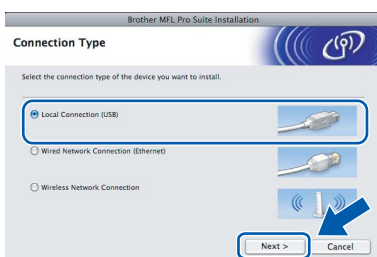 Brother MFL Pro Suite Installation
Connection Type
Select the connection type of the device you want to install.
Local Connection (USB)
Wired Network Connection (Ethernet)
Wireless Network Connection
Next >
Cancel